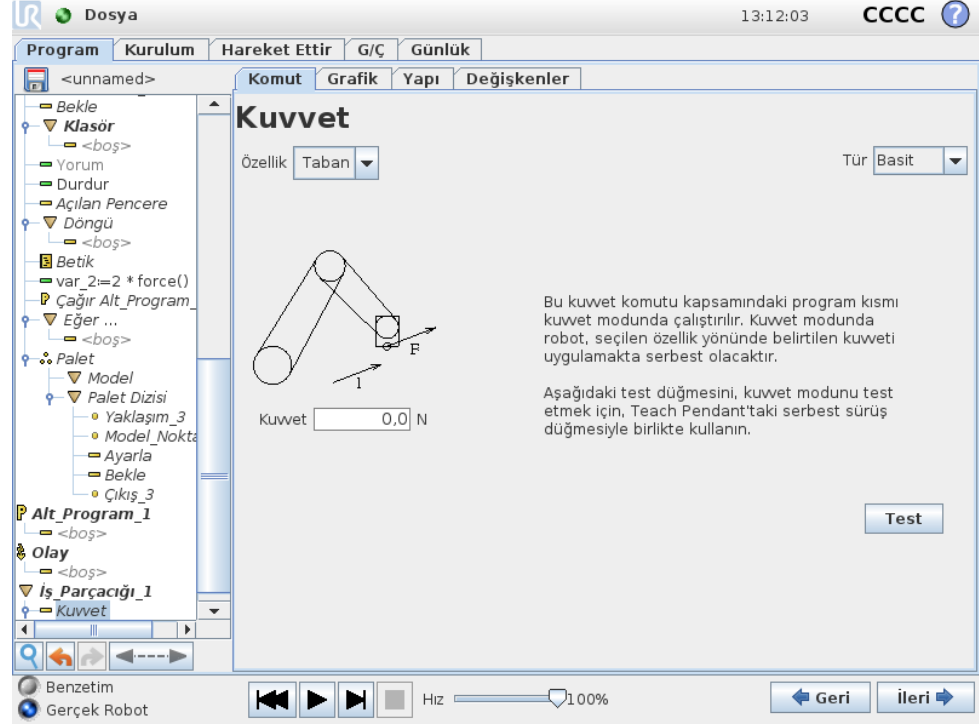 UR Dosya 13:12:03 CCCC ?
Program Kurulum Hareket Ettir G/Ç Günlük
<unnamed>
Komut Grafik Yapı Değişkenler
Bekle
Klasör
<boş>
Yorum
Durdur
Açılan Pencere
Döngü
<boş>
Betik
var_2:=2 * force()
P Çağır Alt_Program_
Eğer ...
<boş>
Palet
Model
Palet Dizisi
Yaklaşım_3
Model_Nokta
Ayarla
Bekle
Çıkış_3
P Alt_Program_1
<boş>
Olay
<boş>
İş_Parçacığı_1
Kuvvet
Kuvvet
Özellik Taban
Tür Basit
F
1
Kuvvet 0,0 N
Bu kuvvet komutu kapsamındaki program kısmı
kuvvet modunda çalıştırılır. Kuvvet modunda
robot, seçilen özellik yönünde belirtilen kuvveti
uygulamakta serbest olacaktır.
Aşağıdaki test düğmesini, kuvvet modunu test
etmek için, Teach Pendant'taki serbest sürüş
düğmesiyle birlikte kullanın.
Test
Benzetim
Gerçek Robot
Hız 100%
Geri İleri